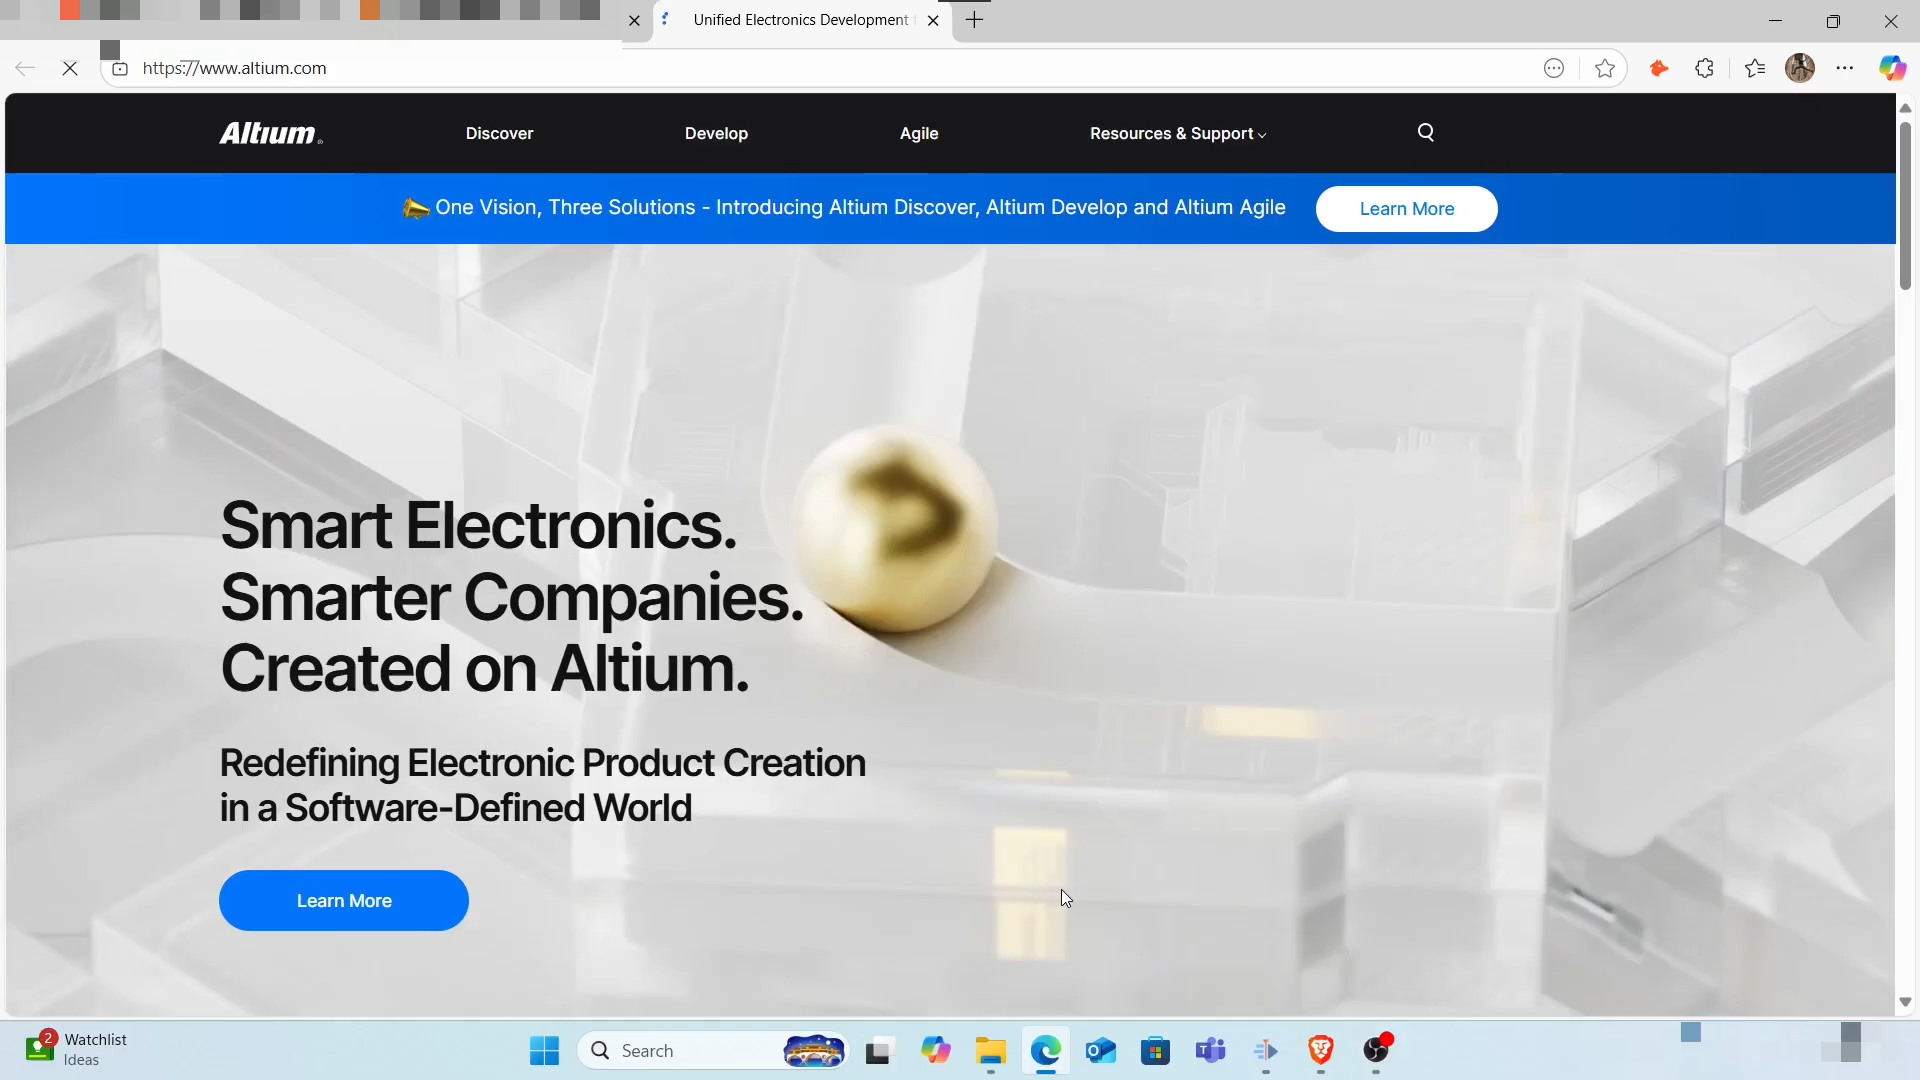 Unified Electronics Development
https://www.altium.com
Altium
Discover
Develop
Agile
Resources & Support
One Vision, Three Solutions - Introducing Altium Discover, Altium Develop and Altium Agile
Learn More
Smart Electronics.
Smarter Companies.
Created on Altium.
Redefining Electronic Product Creation
in a Software-Defined World
Learn More
2
Watchlist
Ideas
Search